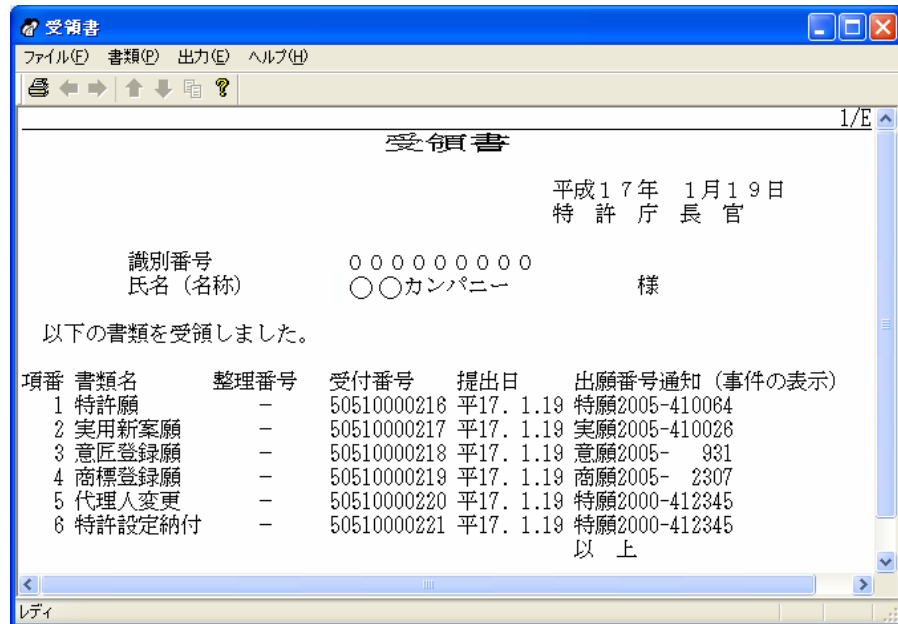 受領書
ファイル(F) 書類(P) 出力(E) ヘルプ(H)
1/E
受領書
平成17年 1月19日
特許庁長官
識別番号 000000000
氏名(名称) ○○カンパニー 様
以下の書類を受領しました。
項番 書類名 整理番号 受付番号 提出日 出願番号通知(事件の表示)
1 特許願 － 50510000216 平17. 1.19 特願2005-410064
2 実用新案願 － 50510000217 平17. 1.19 実願2005-410026
3 意匠登録願 － 50510000218 平17. 1.19 意願2005- 931
4 商標登録願 － 50510000219 平17. 1.19 商願2005- 2307
5 代理人変更 － 50510000220 平17. 1.19 特願2000-412345
6 特許設定納付 － 50510000221 平17. 1.19 特願2000-412345
以 上
レディ